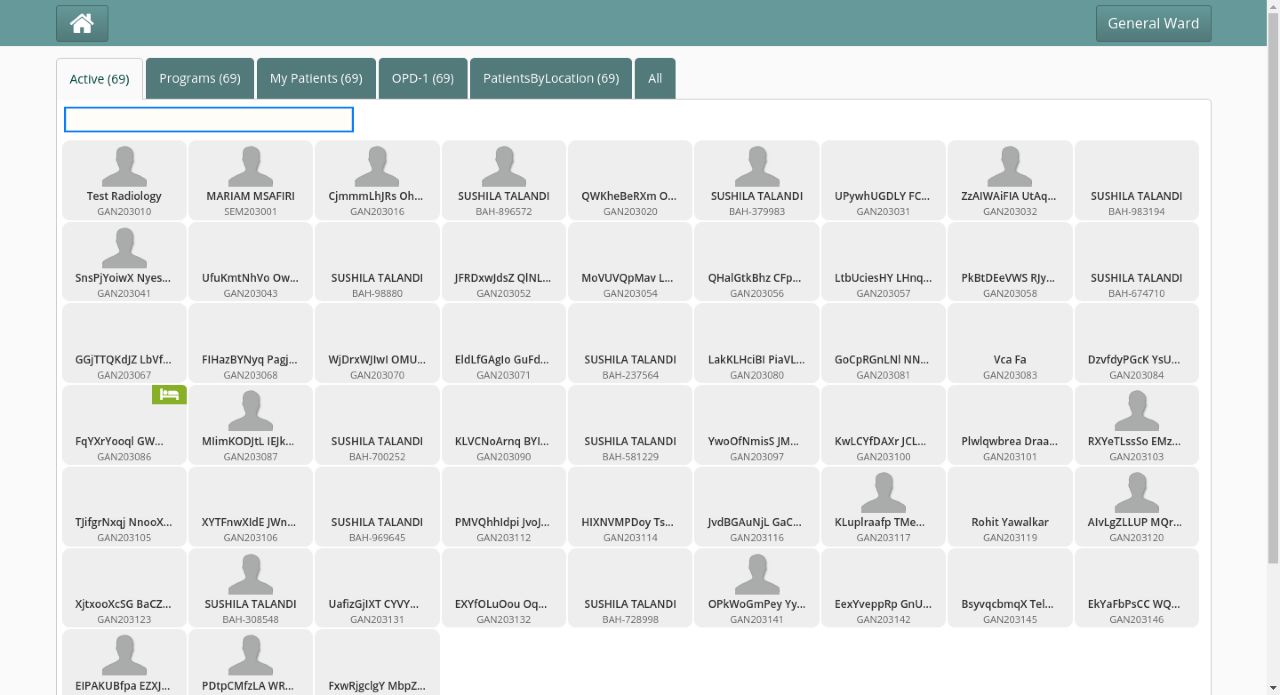 General Ward
Active (69)
Programs (69)
My Patients (69)
OPD-1 (69)
PatientsByLocation (69)
All
Test Radiology
GAN203010
MARIAM MSAFIRI
SEM203001
CjmmmLhJRs Oh...
GAN203016
SUSHILA TALANDI
BAH-896572
QWKheBeRXm O...
GAN203020
SUSHILA TALANDI
BAH-379983
UPywhUGDLY FC...
GAN203031
ZzAIWAiFIA UtAq...
GAN203032
SUSHILA TALANDI
BAH-983194
SnsPjYoiwX Nyes...
GAN203041
UfuKmtNhVo Ow...
GAN203043
SUSHILA TALANDI
BAH-98880
JFRDxwJdsZ QlNL...
GAN203052
MoVUVQpMav L...
GAN203054
QHalGtkBhz CFp...
GAN203056
LtbUciesHY LHnq...
GAN203057
PkBtDEeVWS RJy...
GAN203058
SUSHILA TALANDI
BAH-674710
GGjTTQKdJZ LbVf...
GAN203067
FIHazBYNyq Pagj...
GAN203068
WjDrxWJIwI OMU...
GAN203070
EldLfGAgIo GuFd...
GAN203071
SUSHILA TALANDI
BAH-237564
LakKLHciBI PiaVL...
GAN203080
GoCpRGnLNl NN...
GAN203081
Vca Fa
GAN203083
DzvfdyPGcK YsU...
GAN203084
FqYXrYooql GW...
GAN203086
MIimKODJtL IEJk...
GAN203087
SUSHILA TALANDI
BAH-700252
KLVCNoArnq BYI...
GAN203090
SUSHILA TALANDI
BAH-581229
YwoOfNmisS JM...
GAN203097
KwLCYfDAXr JCL...
GAN203100
Plwlqwbrea Draa...
GAN203101
RXYeTLssSo EMz...
GAN203103
TJifgrNxqj NnooX...
GAN203105
XYTFnwXIdE JWn...
GAN203106
SUSHILA TALANDI
BAH-969645
PMVQhhIdpi JvoJ...
GAN203112
HIXNVMPDoy Ts...
GAN203114
JvdBGAuNjL GaC...
GAN203116
KLuplraafp TMe...
GAN203117
Rohit Yawalkar
GAN203119
AIvLgZLLUP MQr...
GAN203120
XjtxooXcSG BaCZ...
GAN203123
SUSHILA TALANDI
BAH-308548
UafizGjIXT CYVY...
GAN203131
EXYfOLuOou Oq...
GAN203132
SUSHILA TALANDI
BAH-728998
OPkWoGmPey Yy...
GAN203141
EexYveppRp GnU...
GAN203142
BsyvqcbmqX Tel...
GAN203145
EkYaFbPsCC WQ...
GAN203146
EIPAKUBfpa EZXJ...
PDtpCMfzLA WR...
FxwRjgclgY MbpZ...